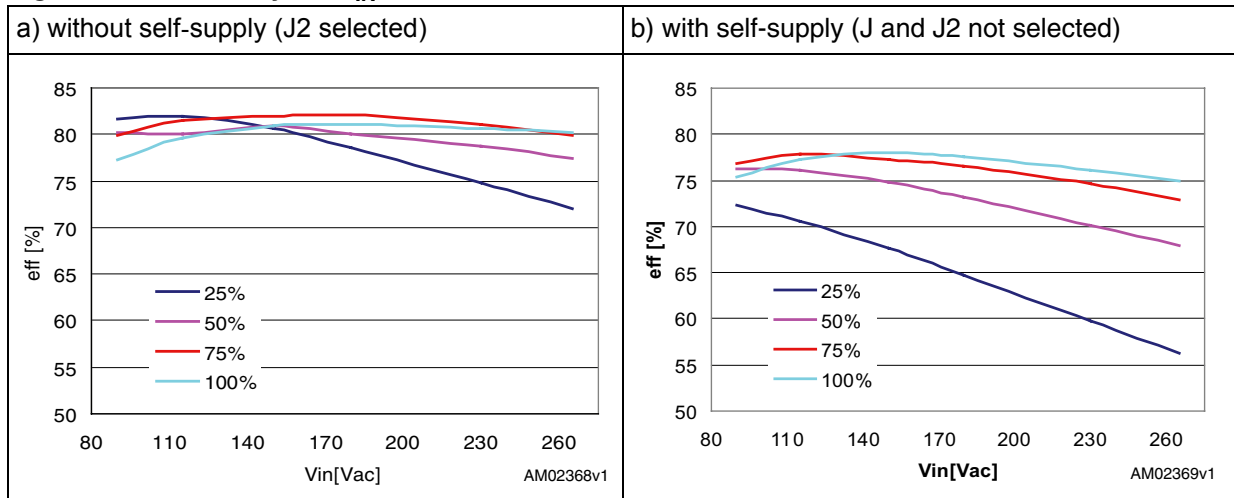 a) without self-supply (J2 selected)
85
80
75
70
65
60
55
50
eff [%]
25%
50%
75%
100%
80 110 140 170 200 230 260
Vin[Vac]
AM02368v1
b) with self-supply (J and J2 not selected)
85
80
75
70
65
60
55
50
eff [%]
25%
50%
75%
100%
80 110 140 170 200 230 260
Vin[Vac]
AM02369v1